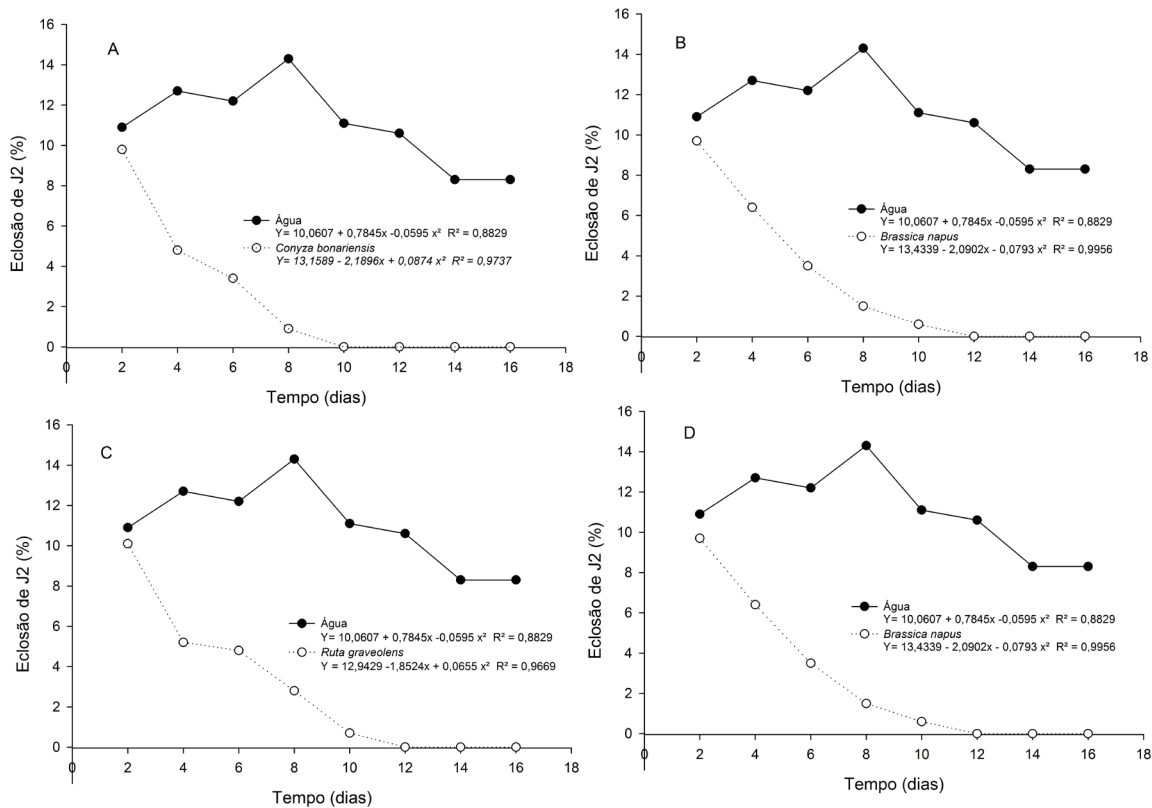 A
Eclosão de J2 (%)
16
14
12
10
8
6
4
2
0
Água
Y= 10,0607 + 0,7845x -0,0595 x² R² = 0,8829
Conyza bonariensis
Y= 13,1589 - 2,1896x + 0,0874 x² R² = 0,9737
0 2 4 6 8 10 12 14 16 18
Tempo (dias)
B
Eclosão de J2 (%)
16
14
12
10
8
6
4
2
0
Água
Y= 10,0607 + 0,7845x -0,0595 x² R² = 0,8829
Brassica napus
Y= 13,4339 - 2,0902x - 0,0793 x² R² = 0,9956
0 2 4 6 8 10 12 14 16 18
Tempo (dias)
C
Eclosão de J2 (%)
16
14
12
10
8
6
4
2
0
Água
Y= 10,0607 + 0,7845x -0,0595 x² R² = 0,8829
Ruta graveolens
Y = 12,9429 -1,8524x + 0,0655 x² R² = 0,9669
0 2 4 6 8 10 12 14 16 18
Tempo (dias)
D
Eclosão de J2 (%)
16
14
12
10
8
6
4
2
0
Água
Y= 10,0607 + 0,7845x -0,0595 x² R² = 0,8829
Brassica napus
Y= 13,4339 - 2,0902x - 0,0793 x² R² = 0,9956
0 2 4 6 8 10 12 14 16 18
Tempo (dias)